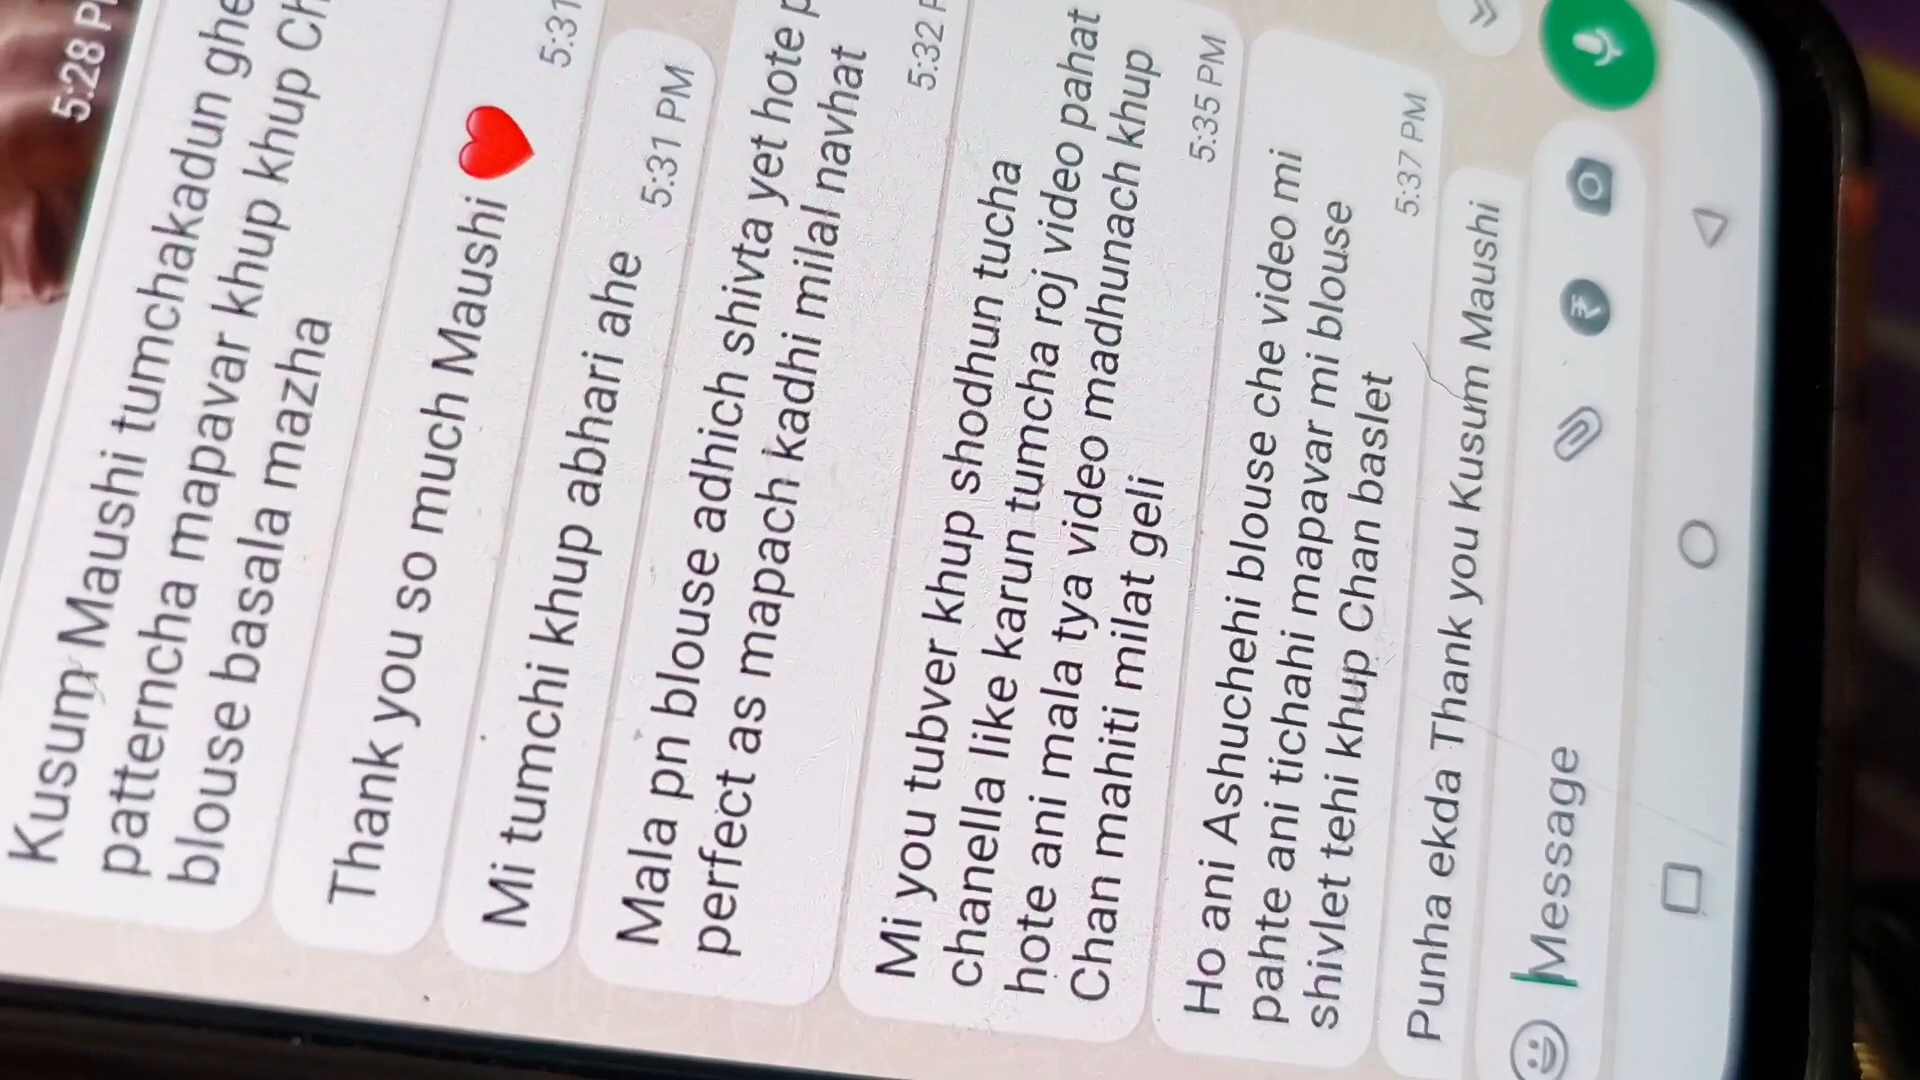 5:28
Kusum Maushi tumchakadun
patterncha mapavar khup khup
blouse basala mazha
Thank you so much Maushi ❤️
5:31
Mi tumchi khup abhari ahe
5:31 PM
Mala pn blouse adhich shivta yet hote
perfect as mapach kadhi milal navhat
5:32
Mi you tubver khup shodhun tucha
chanella like karun tumcha roj video pahat
hote ani mala tya video madhunach khup
Chan mahiti milat geli
5:35 PM
Ho ani Ashuchehi blouse che video mi
pahte ani tichahi mapavar mi blouse
shivlet tehi khup Chan baslet
5:37 PM
Punha ekda Thank you Kusum Maushi
Message